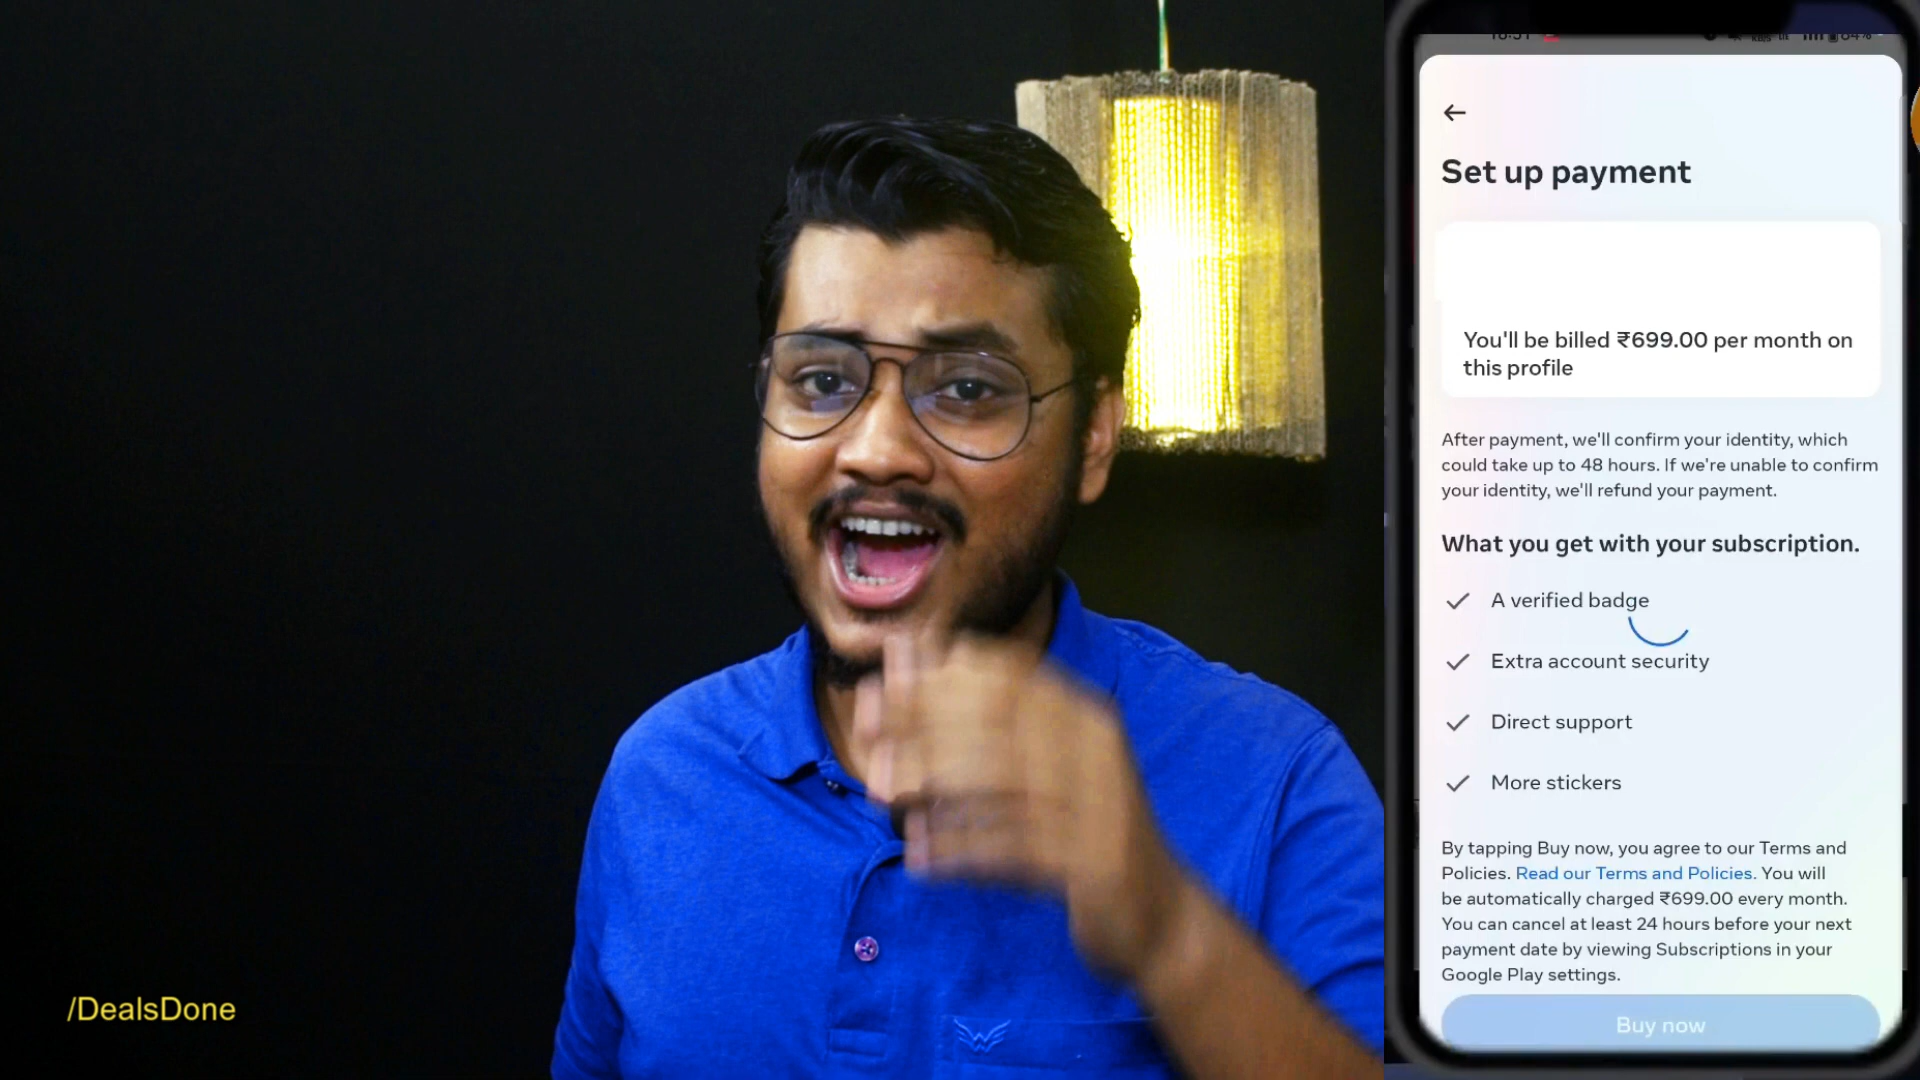 Set up payment
You'll be billed ₹699.00 per month on
this profile
After payment, we'll confirm your identity, which
could take up to 48 hours. If we're unable to confirm
your identity, we'll refund your payment.
What you get with your subscription.
A verified badge
Extra account security
Direct support
More stickers
By tapping Buy now, you agree to our Terms and
Policies. Read our Terms and Policies. You will
be automatically charged ₹699.00 every month.
You can cancel at least 24 hours before your next
payment date by viewing Subscriptions in your
Google Play settings.
Buy now
/DealsDone